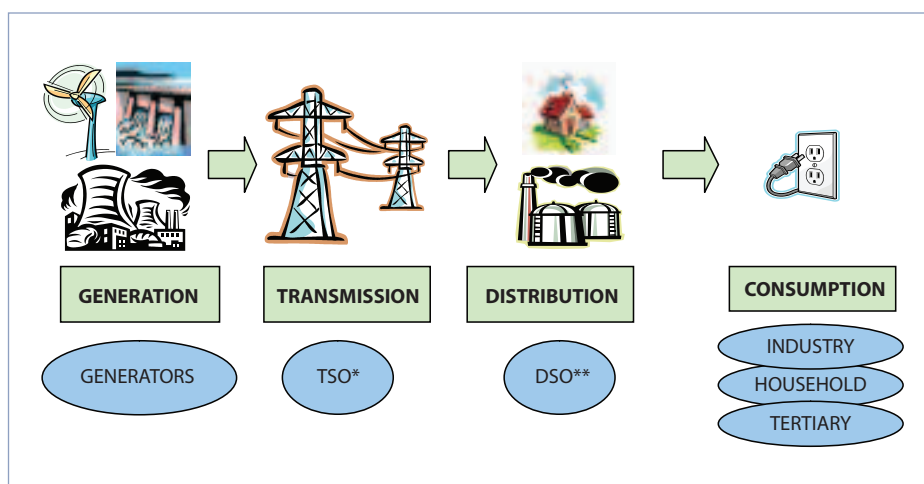 GENERATION
TRANSMISSION
DISTRIBUTION
CONSUMPTION
GENERATORS
TSO*
DSO**
INDUSTRY
HOUSEHOLD
TERTIARY